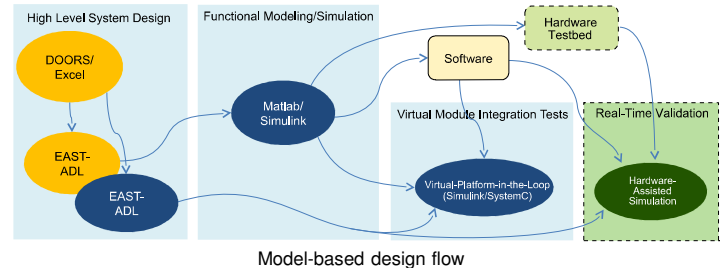 High Level System Design
Functional Modeling/Simulation
Hardware
Testbed
DOORS/
Excel
Software
Matlab/
Simulink
Virtual Module Integration Tests
Real-Time Validation
EAST-
ADL
EAST-
ADL
Virtual-Platform-in-the-Loop
(Simulink/SystemC)
Hardware-
Assisted
Simulation
Model-based design flow